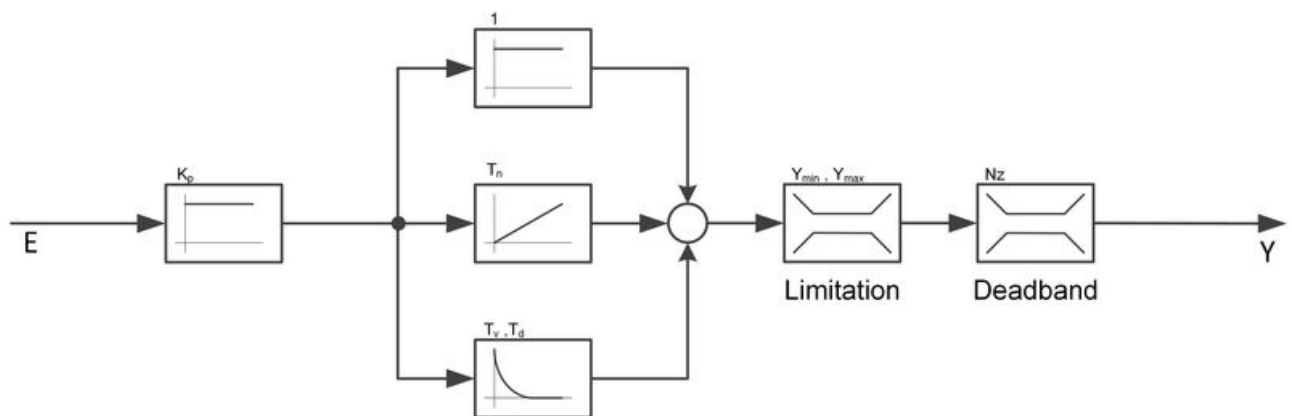 1
E
Kp
Tn
Tv ,Td
Ymin , Ymax
Limitation
Nz
Deadband
Y